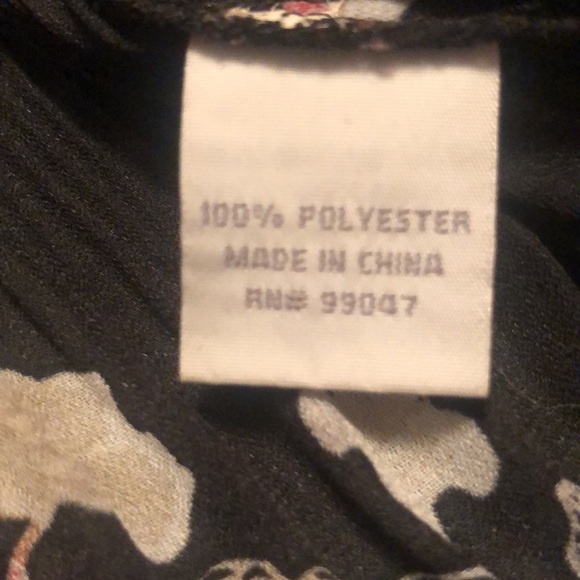 100% POLYESTER
MADE IN CHINA
RN# 99047